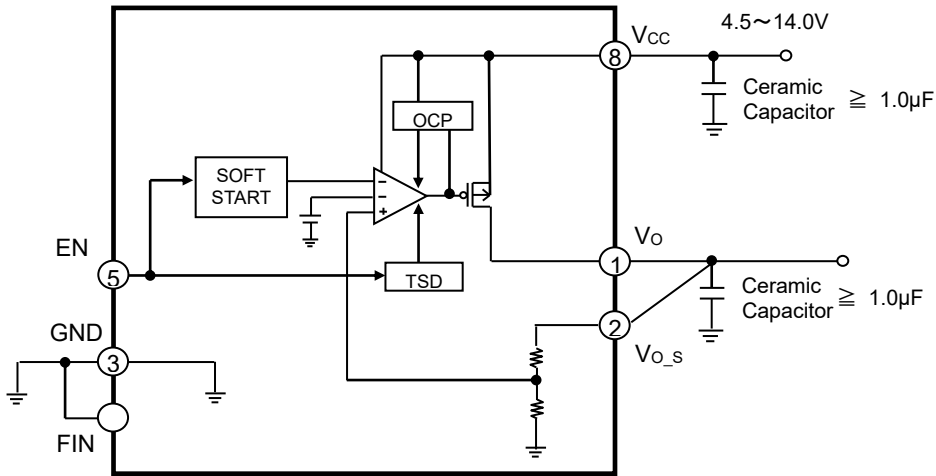 4.5～14.0V
VCC
8
Ceramic
Capacitor ≧ 1.0µF
OCP
SOFT
START
−
−
+
EN
5
TSD
VO
1
Ceramic
Capacitor ≧ 1.0µF
2
VO_S
GND
3
FIN